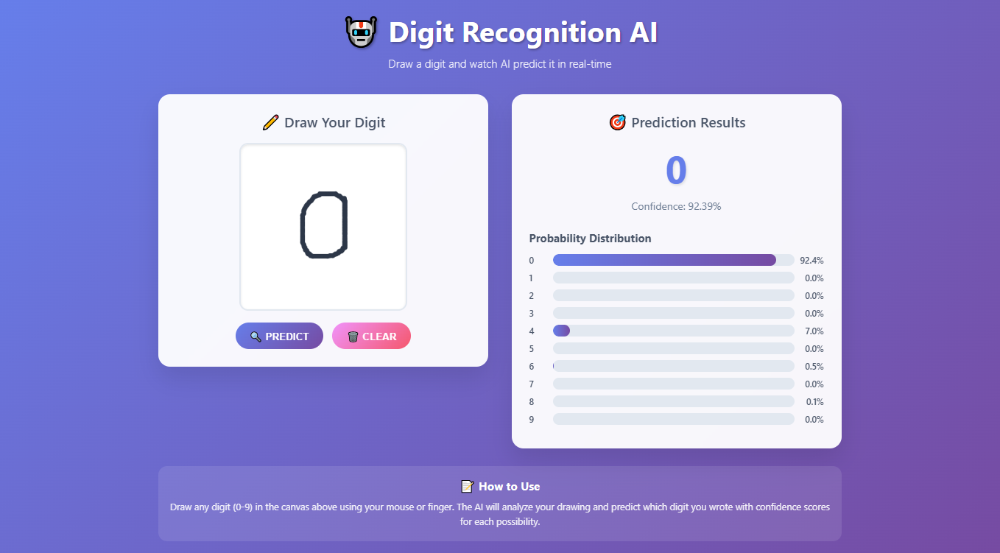 🤖 Digit Recognition AI
Draw a digit and watch AI predict it in real-time
✏️ Draw Your Digit
0
🔍 PREDICT
🗑️ CLEAR
🎯 Prediction Results
0
Confidence: 92.39%
Probability Distribution
0 92.4%
1 0.0%
2 0.0%
3 0.0%
4 7.0%
5 0.0%
6 0.5%
7 0.0%
8 0.1%
9 0.0%
📝 How to Use
Draw any digit (0-9) in the canvas above using your mouse or finger. The AI will analyze your drawing and predict which digit you wrote with confidence scores
for each possibility.